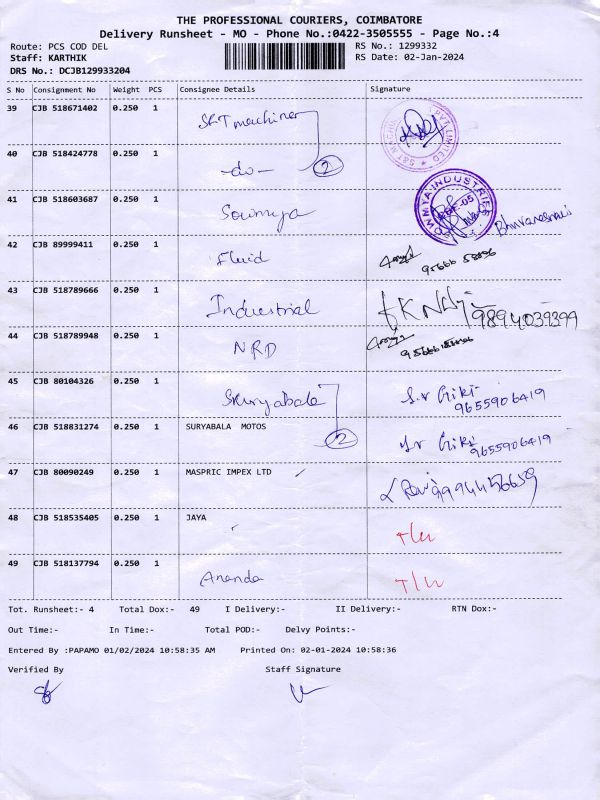 THE PROFESSIONAL COURIERS, COIMBATORE
Delivery Runsheet - MO - Phone No.:0422-3505555 - Page No.:4
Route: PCS COD DEL
RS No.: 1299332
Staff: KARTHIK
RS Date: 02-Jan-2024
DRS No.: DCJB129933204
S No Consignment No Weight PCS Consignee Details Signature
39 CJB 518671402 0.250 1
40 CJB 518424778 0.250 1 -do- 2
41 CJB 518603687 0.250 1 Sowmya
42 CJB 89999411 0.250 1 Fluid
43 CJB 518789666 0.250 1 Industrial 9894039399
44 CJB 518789948 0.250 1 NRD
45 CJB 80104326 0.250 1 9655906419
46 CJB 518831274 0.250 1 SURYABALA MOTOS 2 9655906419
47 CJB 80090249 0.250 1 MASPRIC IMPEX LTD
48 CJB 518535405 0.250 1 JAYA
49 CJB 518137794 0.250 1 Ananda
Tot. Runsheet:- 4 Total Dox:- 49 I Delivery:- II Delivery:- RTN Dox:-
Out Time:- In Time:- Total POD:- Delvy Points:-
Entered By :PAPAMO 01/02/2024 10:58:35 AM Printed On: 02-01-2024 10:58:36
Verified By Staff Signature